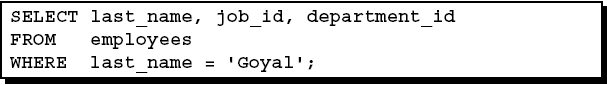 SELECT last_name, job_id, department_id
FROM   employees
WHERE  last_name = 'Goyal';